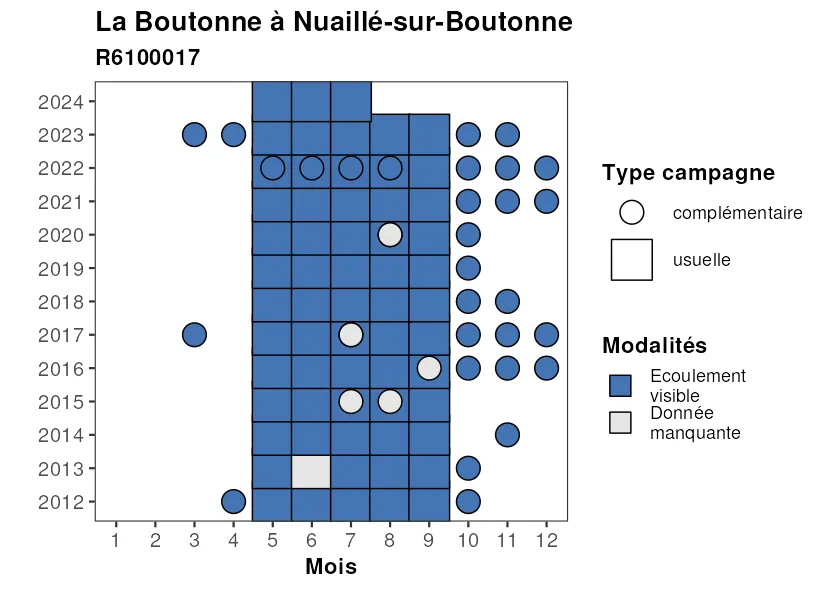 La Boutonne à Nuaillé-sur-Boutonne
R6100017
2024
2023
2022
2021
2020
2019
2018
2017
2016
2015
2014
2013
2012
1 2 3 4 5 6 7 8 9 10 11 12
Mois
Type campagne
complémentaire
usuelle
Modalités
Ecoulement
visible
Donnée
manquante